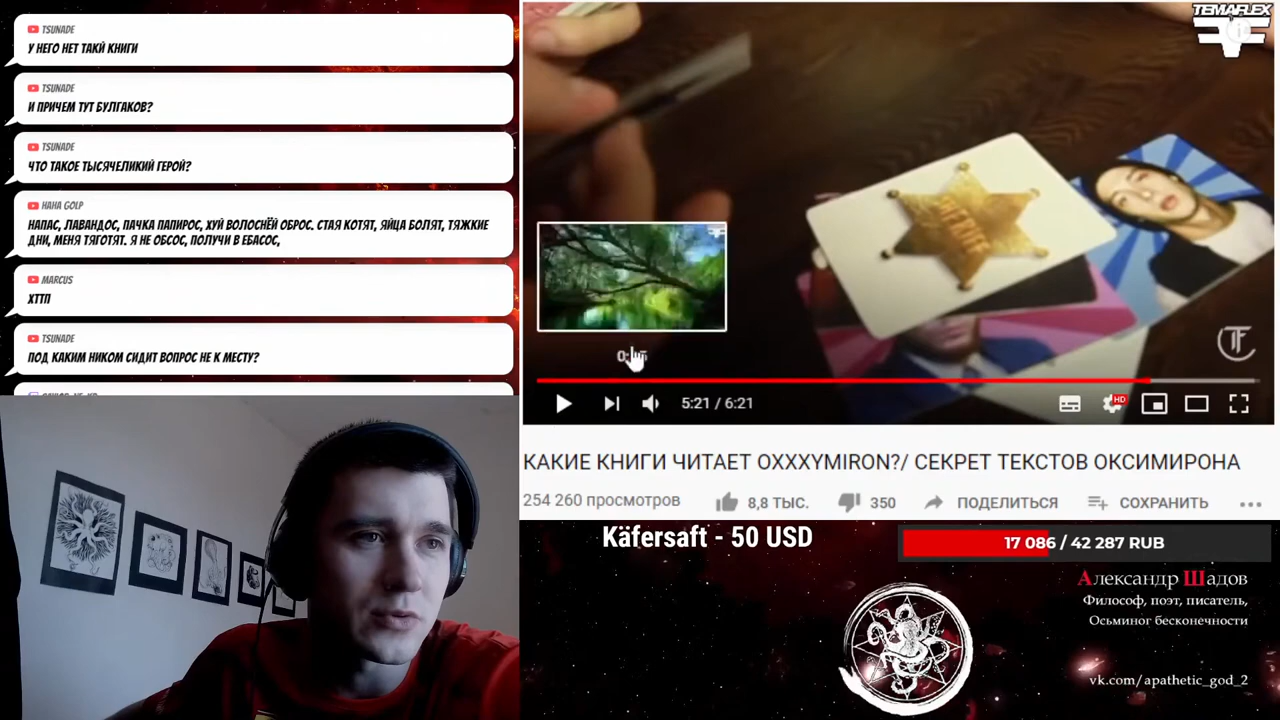 TSUNADE
У НЕГО НЕТ ТАКЙ КНИГИ
TSUNADE
И ПРИЧЕМ ТУТ БУЛГАКОВ?
TSUNADE
ЧТО ТАКОЕ ТЫСЯЧЕЛИКИЙ ГЕРОЙ?
HAHA GOLP
НАПАС, ЛАВАНДОС, ПАЧКА ПАПИРОС, ХУЙ ВОЛОСНЁЙ ОБРОС. СТАЯ КОТЯТ, ЯЙЦА БОЛЯТ, ТЯЖКИЕ
ДНИ, МЕНЯ ТЯГОТЯТ. Я НЕ ОБСОС, ПОЛУЧИ В ЕБАСОС,
MARCUS
ХТТП
TSUNADE
ПОД КАКИМ НИКОМ СИДИТ ВОПРОС НЕ К МЕСТУ?
TEMAFLEX
TF
5:21 / 6:21
HD
КАКИЕ КНИГИ ЧИТАЕТ OXXXYMIRON?/ СЕКРЕТ ТЕКСТОВ ОКСИМИРОНА
254 260 просмотров
8,8 ТЫС.
350
ПОДЕЛИТЬСЯ
СОХРАНИТЬ
Käfersaft - 50 USD
17 086 / 42 287 RUB
Александр Шадов
Философ, поэт, писатель,
Осьминог бесконечности
vk.com/apathetic_god_2